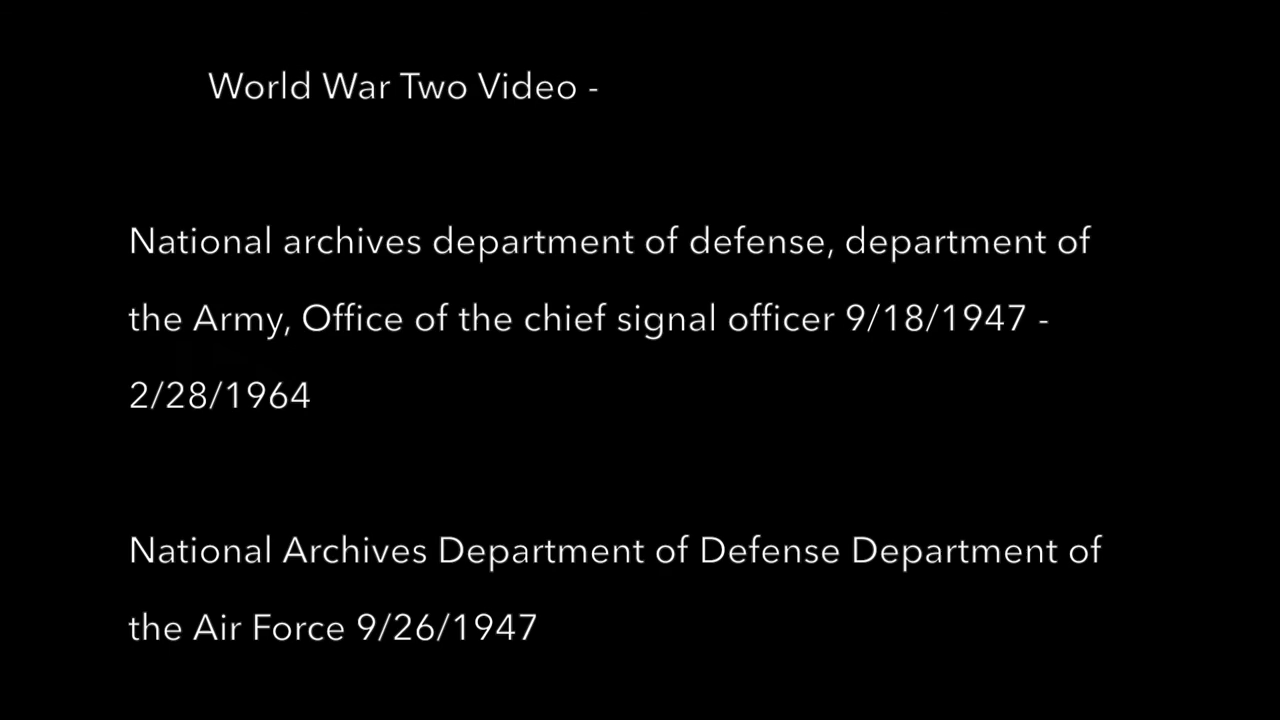 World War Two Video -
National archives department of defense, department of
the Army, Office of the chief signal officer 9/18/1947 -
2/28/1964
National Archives Department of Defense Department of
the Air Force 9/26/1947